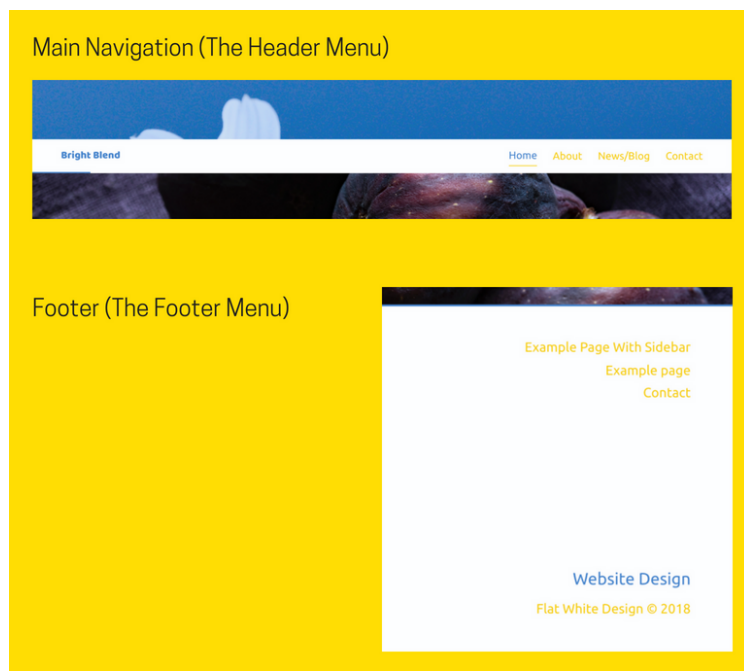 Main Navigation (The Header Menu)
Bright Blend
Home About News/Blog Contact
Footer (The Footer Menu)
Example Page With Sidebar
Example page
Contact
Website Design
Flat White Design © 2018